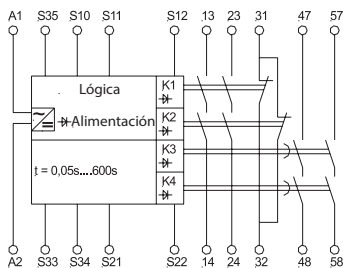 A1 S35 S10 S11 S12 13 23 31 47 57
Lógica
K1
Alimentación
K2
K3
t = 0,05s....600s
K4
A2 S33 S34 S21 S22 14 24 32 48 58